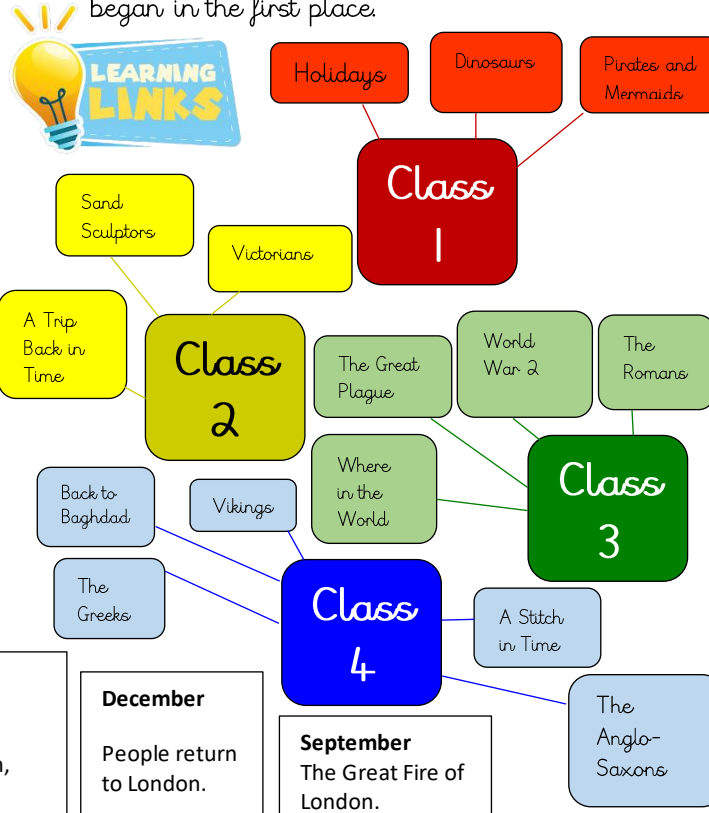 began in the first place.
LEARNING
LINKS
Holidays
Dinosaurs
Pirates and
Mermaids
Class
1
Sand
Sculptors
Victorians
A Trip
Back in
Time
Class
2
The Great
Plague
World
War 2
The
Romans
Where
in the
World
Class
3
Back to
Baghdad
Vikings
The
Greeks
Class
4
A Stitch
in Time
The
Anglo-
Saxons
December
People return
to London.
September
The Great Fire of
London.